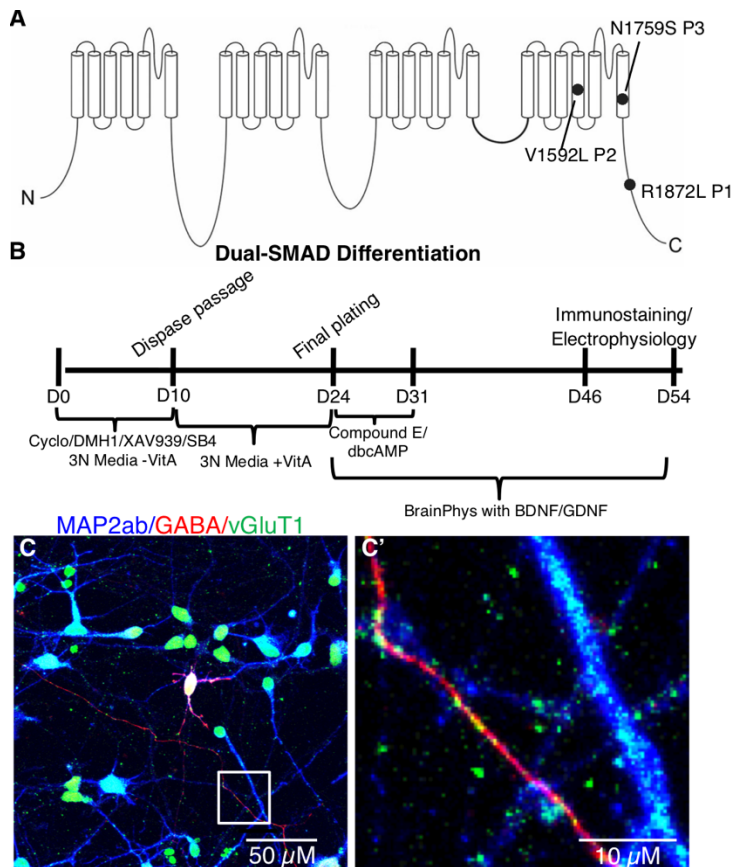 A
N1759S P3
V1592L P2
N
R1872L P1
C
B
Dual-SMAD Differentiation
Dispase passage
Final plating
Immunostaining/
Electrophysiology
D0
D10
D24
D31
D46
D54
Cyclo/DMH1/XAV939/SB4
3N Media -VitA
3N Media +VitA
Compound E/
dbcAMP
BrainPhys with BDNF/GDNF
MAP2ab/GABA/vGluT1
C
C'
50 µM
10 µM